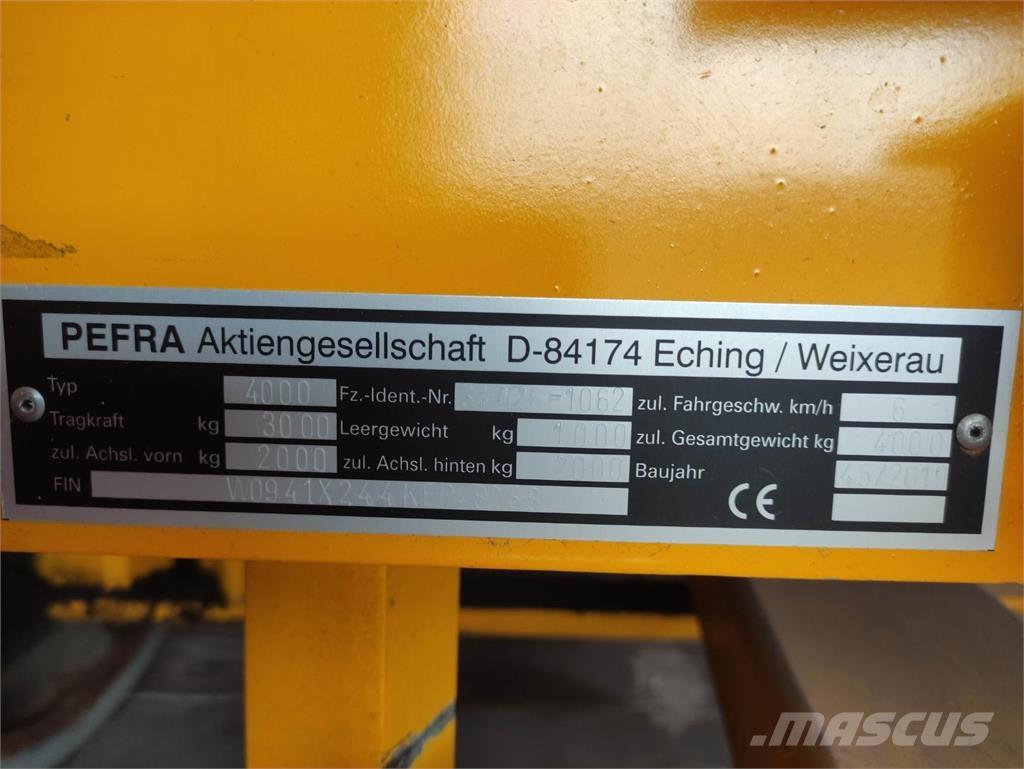 PEFRA Aktiengesellschaft D-84174 Eching / Weixerau
Typ 4000 Fz.-Ident.-Nr. zul. Fahrgeschw. km/h 6
Tragkraft kg 3000 Leergewicht kg 1000 zul. Gesamtgewicht kg 4000
zul. Achsl. vorn kg 2000 zul. Achsl. hinten kg 2000 Baujahr 45/2019
FIN CE
MASCUS